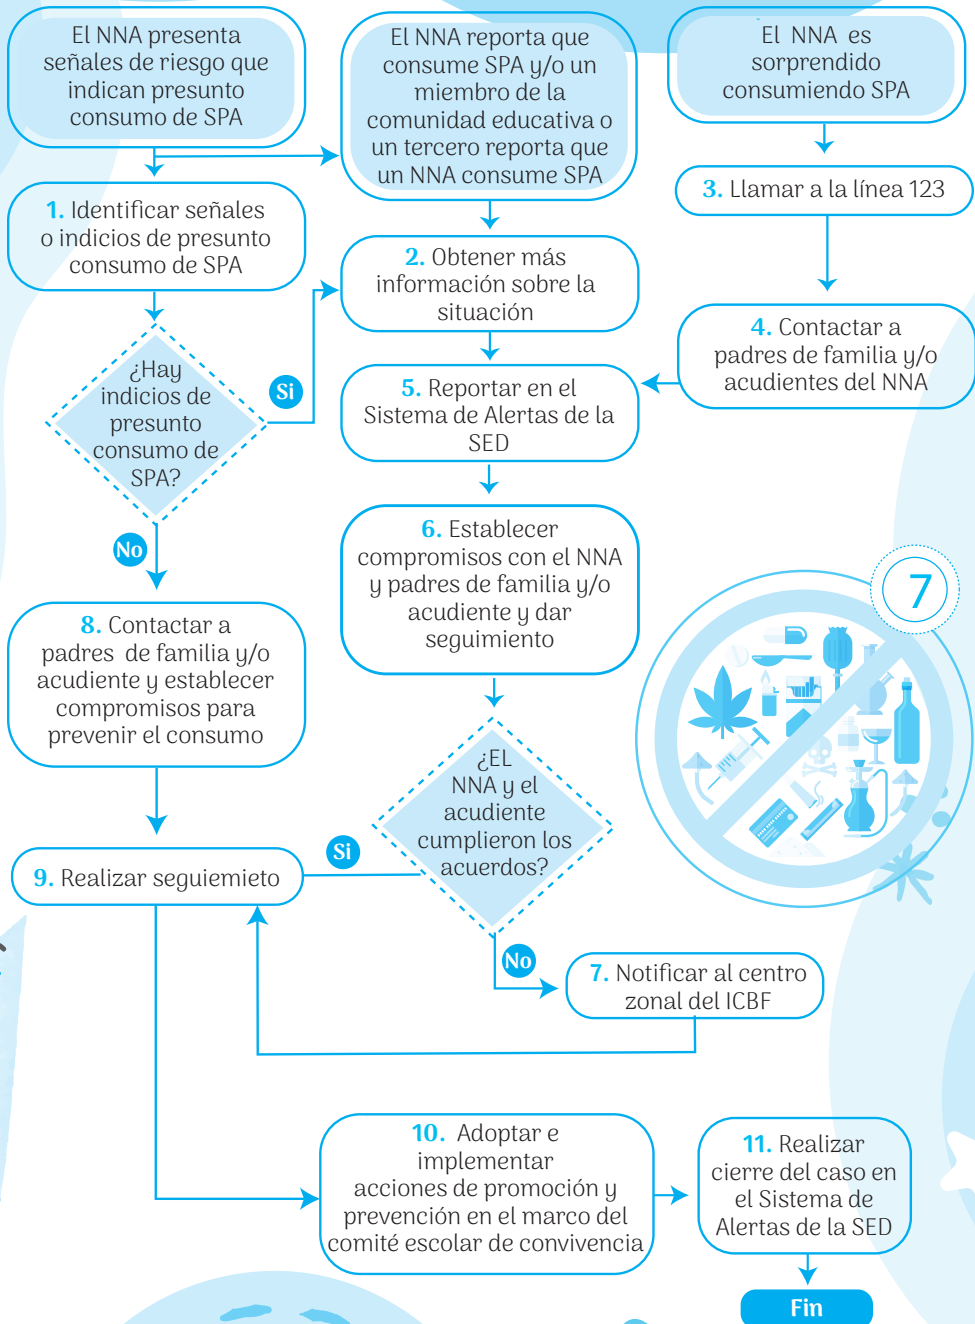 El NNA presenta
señales de riesgo que
indican presunto
consumo de SPA
El NNA reporta que
consume SPA y/o un
miembro de la
comunidad educativa o
un tercero reporta que
un NNA consume SPA
El NNA es
sorprendido
consumiendo SPA
1. Identificar señales
o indicios de presunto
consumo de SPA
2. Obtener más
información sobre la
situación
3. Llamar a la línea 123
4. Contactar a
padres de familia y/o
acudientes del NNA
¿Hay
indicios de
presunto
consumo de
SPA?
Si
No
5. Reportar en el
Sistema de Alertas de la
SED
6. Establecer
compromisos con el NNA
y padres de familia y/o
acudiente y dar
seguimiento
7
8. Contactar a
padres de familia y/o
acudiente y establecer
compromisos para
prevenir el consumo
¿EL
NNA y el
acudiente
cumplieron los
acuerdos?
Si
No
9. Realizar seguiemieto
7. Notificar al centro
zonal del ICBF
10. Adoptar e
implementar
acciones de promoción y
prevención en el marco del
comité escolar de convivencia
11. Realizar
cierre del caso en
el Sistema de
Alertas de la SED
Fin